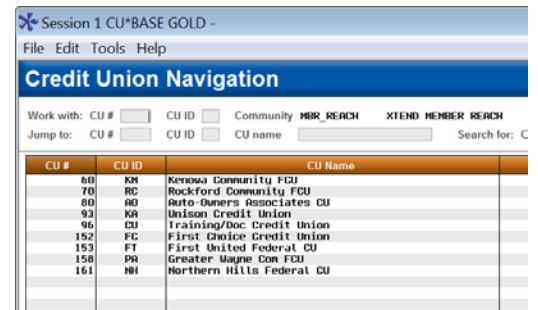 Session 1 CU*BASE GOLD -
File Edit Tools Help
Credit Union Navigation
Work with: CU # CU ID Community MBR_REACH XTEND MEMBER REACH
Jump to: CU # CU ID CU name Search for: C
CU # CU ID CU Name
60 KM Kenowa Community FCU
70 RC Rockford Community FCU
80 AO Auto-Owners Associates CU
93 KA Unison Credit Union
96 CU Training/Doc Credit Union
152 FC First Choice Credit Union
153 FT First United Federal CU
158 PA Greater Wayne Com FCU
161 NH Northern Hills Federal CU